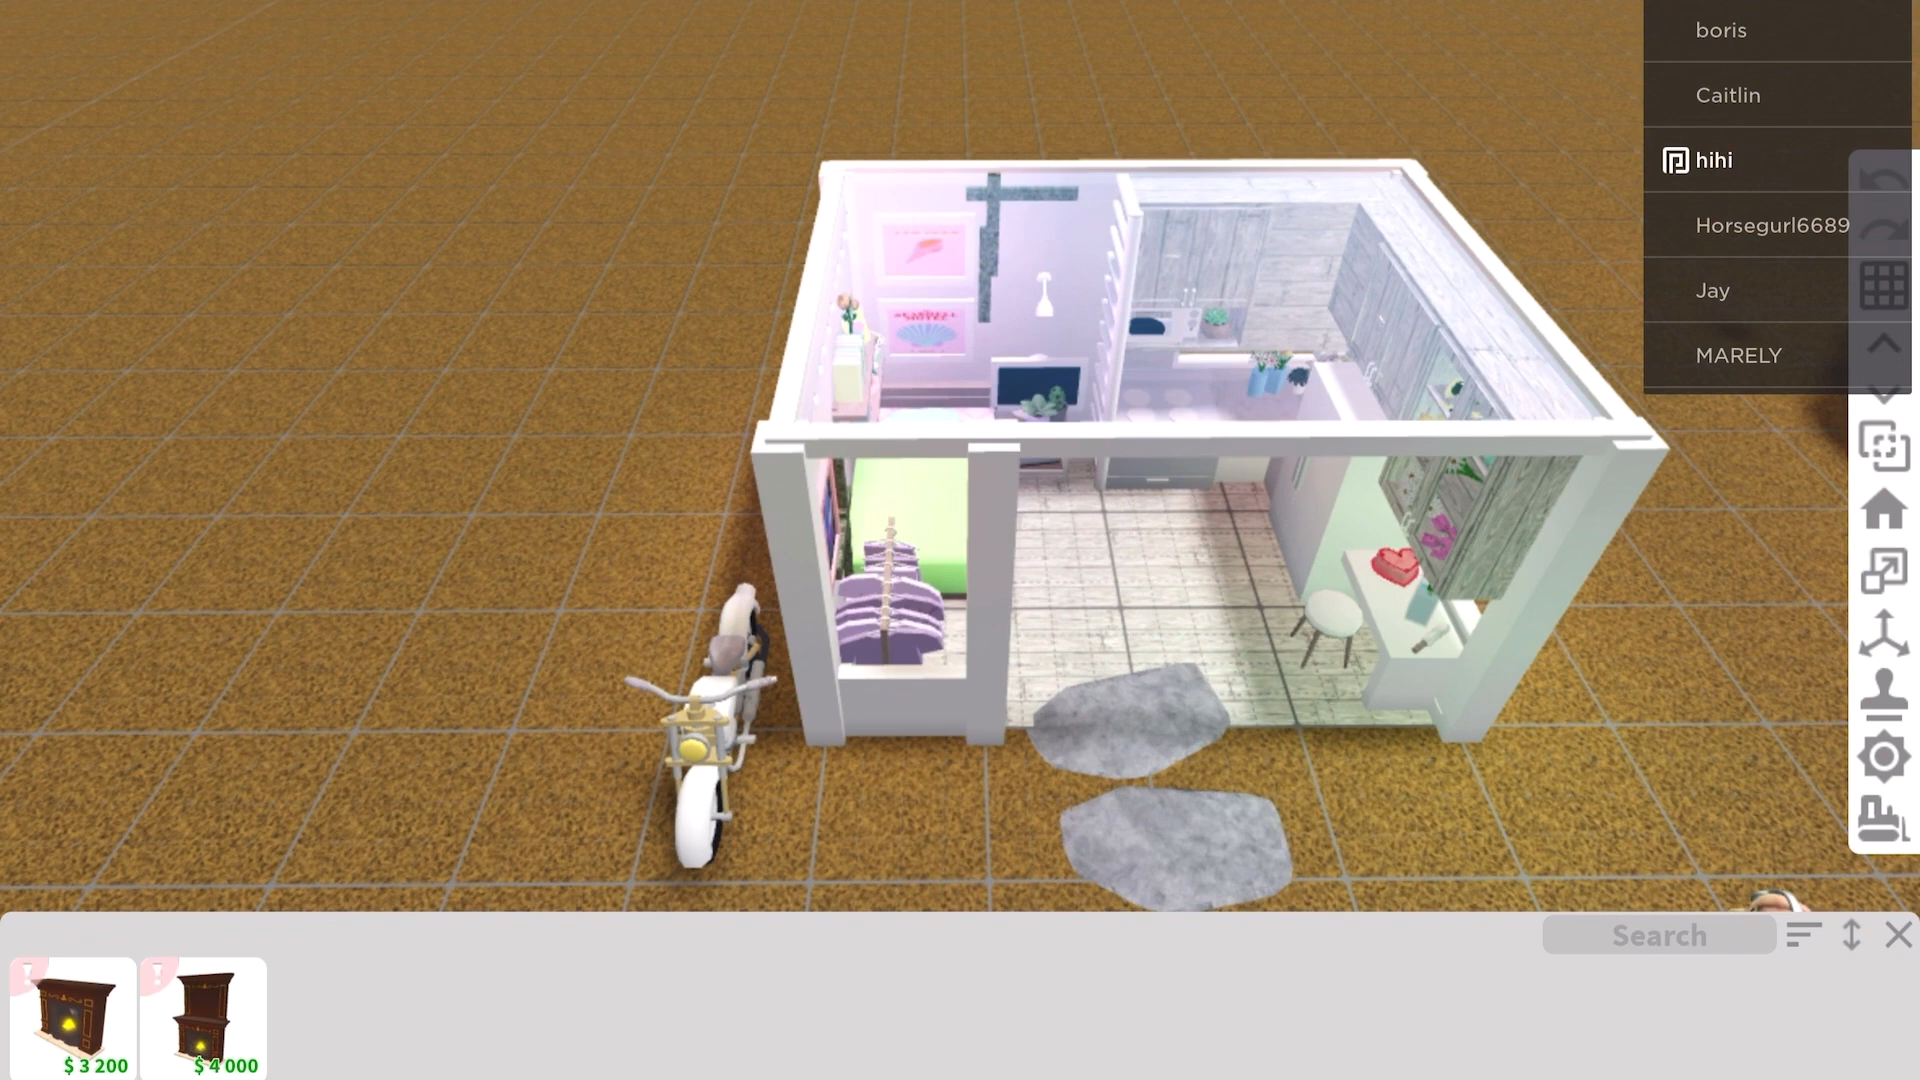 boris
Caitlin
hihi
Horsegurl6689
Jay
MARELY
Search
$ 3 200
$ 4 000